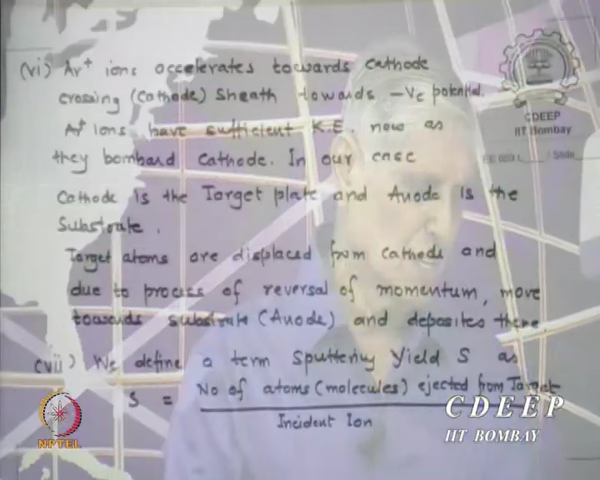 (vi) Ar⁺ ions accelerates towards cathode
crossing (Cathode) Sheath towards -Vc potential.
Ar⁺ Ions have sufficient K.E. now as
they bombard Cathode. In our case
Cathode is the Target plate and Anode is the
Substrate.
Target atoms are displaced from cathode and
due to process of reversal of momentum, move
towards substrate (Anode) and deposites there
(vii) We define a term Sputtering Yield S as
S = No of atoms (molecules) ejected from Target
Incident Ion
CDEEP
IIT Bombay
/ Slide
NPTEL
CDEEP
IIT BOMBAY